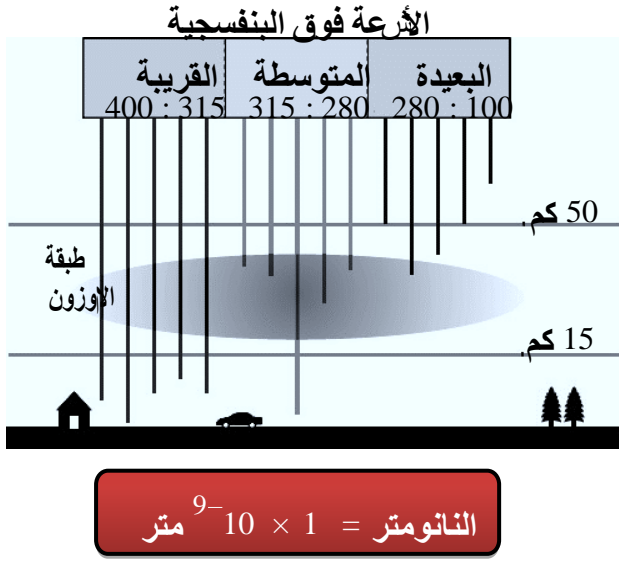 الأشعة فوق البنفسجية
البعيدة المتوسطة القريبة
100 : 280 280 : 315 315 : 400
50 كم.
طبقة
الاوزون
15 كم.
النانومتر = 1 × 10⁻⁹ متر